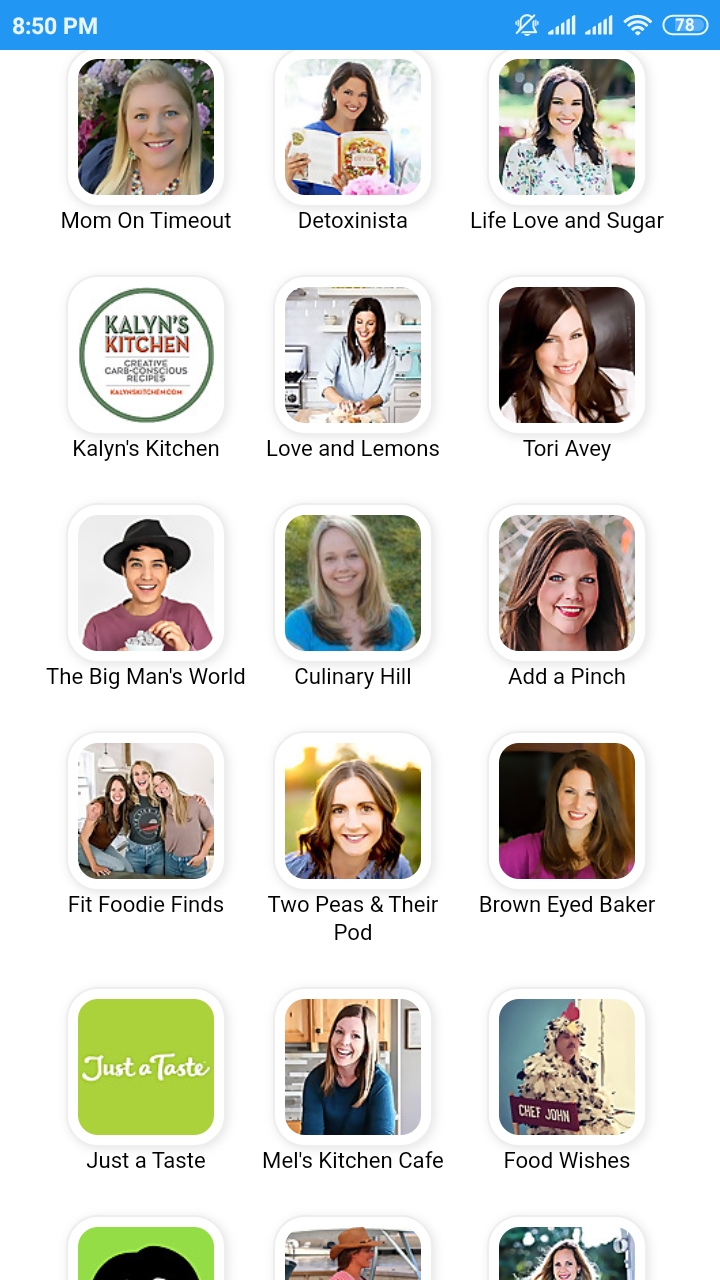 8:50 PM
78
Mom On Timeout
Detoxinista
Life Love and Sugar
KALYN'S
KITCHEN
CREATIVE
CARB-CONSCIOUS
RECIPES
KALYNSKITCHEN.COM
Kalyn's Kitchen
Love and Lemons
Tori Avey
The Big Man's World
Culinary Hill
Add a Pinch
Fit Foodie Finds
Two Peas & Their
Pod
Brown Eyed Baker
Just a Taste
CHEF JOHN
Just a Taste
Mel's Kitchen Cafe
Food Wishes